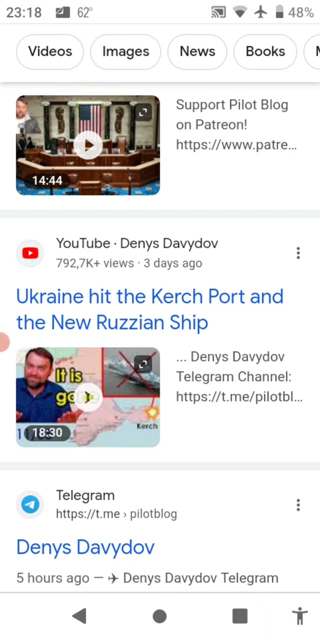 23:18 62° 48%
Videos Images News Books
Support Pilot Blog
on Patreon!
https://www.patre...
14:44
YouTube · Denys Davydov
792,7K+ views · 3 days ago
Ukraine hit the Kerch Port and
the New Ruzzian Ship
... Denys Davydov
Telegram Channel:
https://t.me/pilotbl...
It is
Kerch
18:30
Telegram
https://t.me › pilotblog
Denys Davydov
5 hours ago — ✈ Denys Davydov Telegram